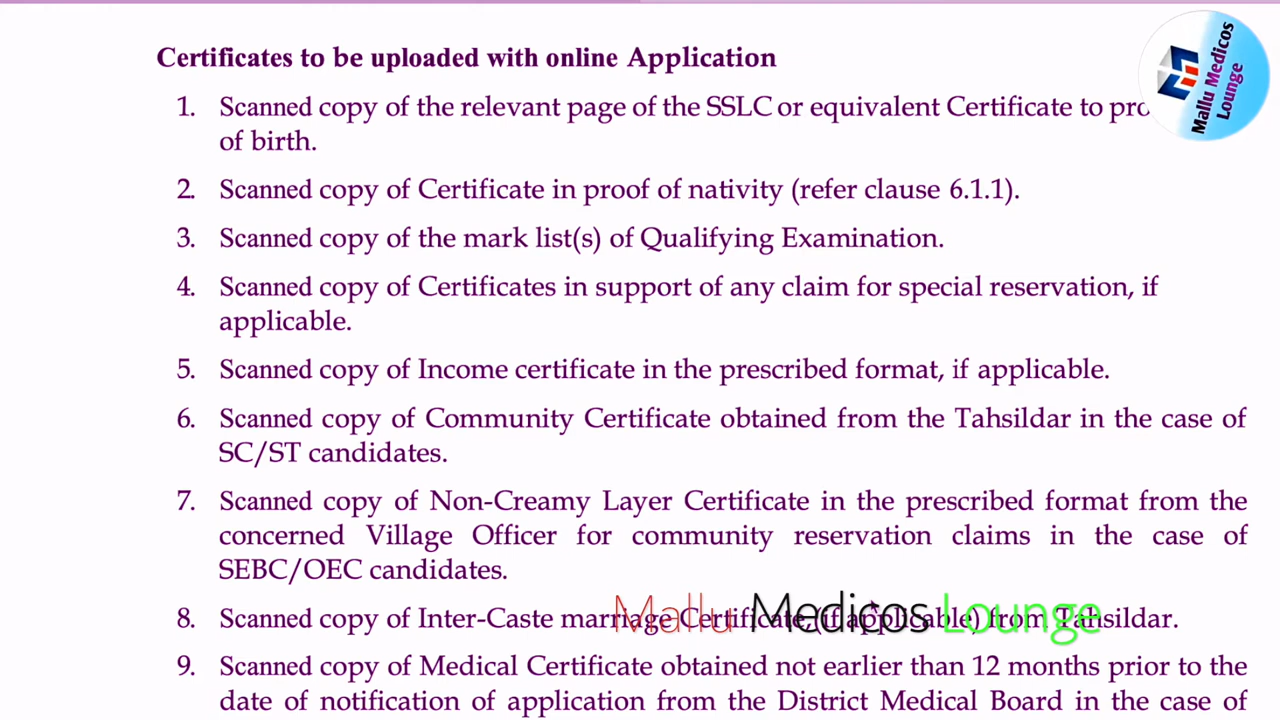 Certificates to be uploaded with online Application
1. Scanned copy of the relevant page of the SSLC or equivalent Certificate to
of birth.
2. Scanned copy of Certificate in proof of nativity (refer clause 6.1.1).
3. Scanned copy of the mark list(s) of Qualifying Examination.
4. Scanned copy of Certificates in support of any claim for special reservation, if
applicable.
5. Scanned copy of Income certificate in the prescribed format, if applicable.
6. Scanned copy of Community Certificate obtained from the Tahsildar in the case of
SC/ST candidates.
7. Scanned copy of Non-Creamy Layer Certificate in the prescribed format from the
concerned Village Officer for community reservation claims in the case of
SEBC/OEC candidates.
8. Scanned copy of Inter-Caste marriage Certificate, (if applicable) from Tahsildar.
9. Scanned copy of Medical Certificate obtained not earlier than 12 months prior to the
date of notification of application from the District Medical Board in the case of
Mallu Medicos Lounge
Mallu Medicos
Lounge